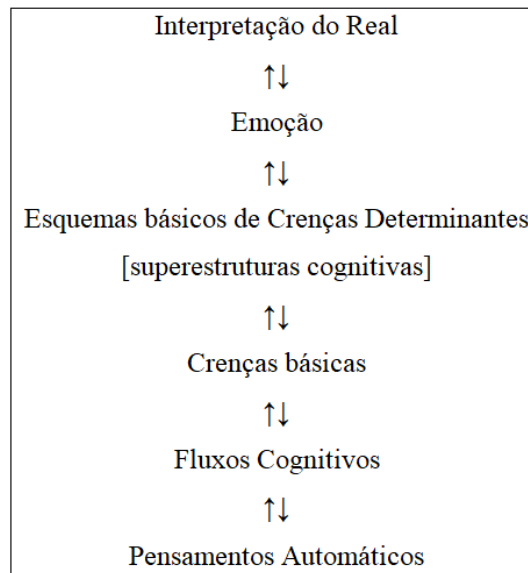 Interpretação do Real
↑↓
Emoção
↑↓
Esquemas básicos de Crenças Determinantes
[superestruturas cognitivas]
↑↓
Crenças básicas
↑↓
Fluxos Cognitivos
↑↓
Pensamentos Automáticos